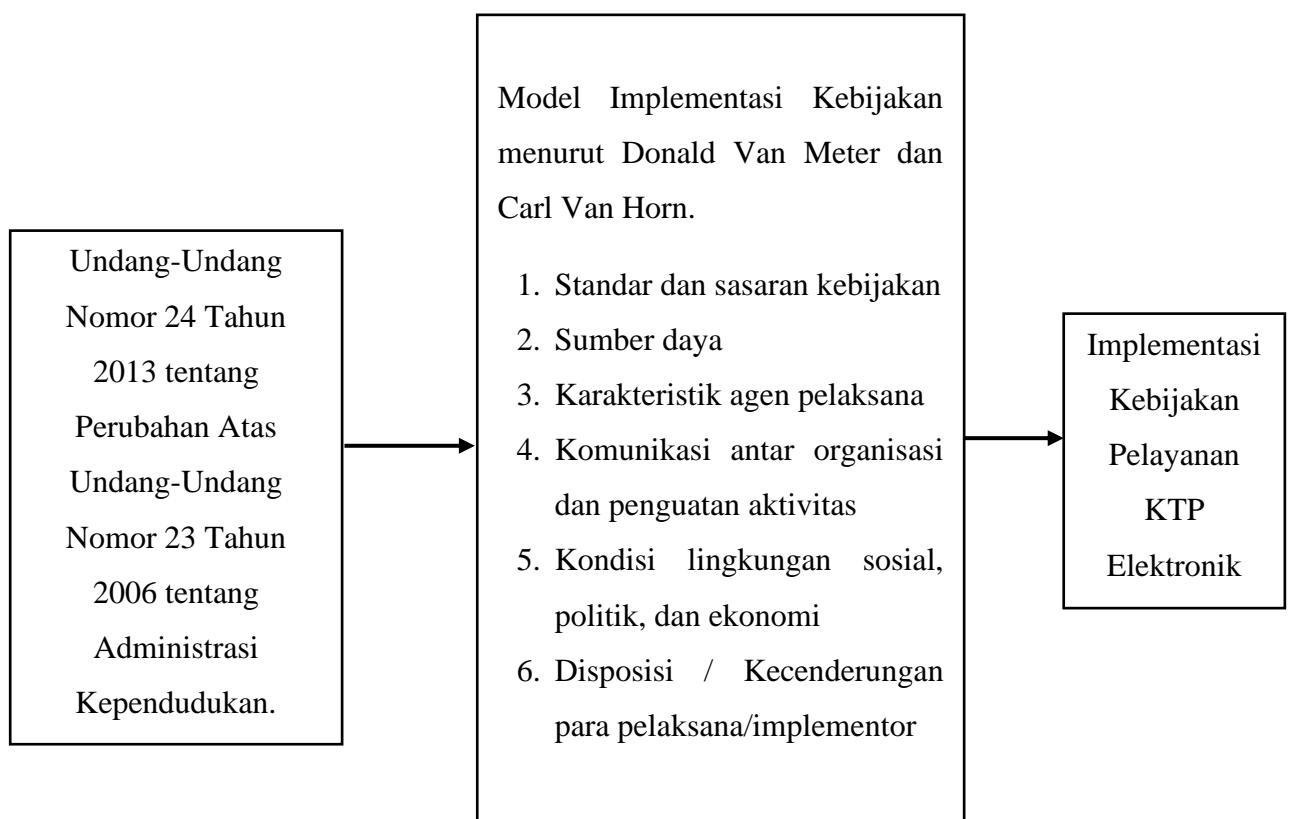 Undang-Undang
Nomor 24 Tahun
2013 tentang
Perubahan Atas
Undang-Undang
Nomor 23 Tahun
2006 tentang
Administrasi
Kependudukan.
Model Implementasi Kebijakan
menurut Donald Van Meter dan
Carl Van Horn.
1. Standar dan sasaran kebijakan
2. Sumber daya
3. Karakteristik agen pelaksana
4. Komunikasi antar organisasi
dan penguatan aktivitas
5. Kondisi lingkungan sosial,
politik, dan ekonomi
6. Disposisi / Kecenderungan
para pelaksana/implementor
Implementasi
Kebijakan
Pelayanan
KTP
Elektronik